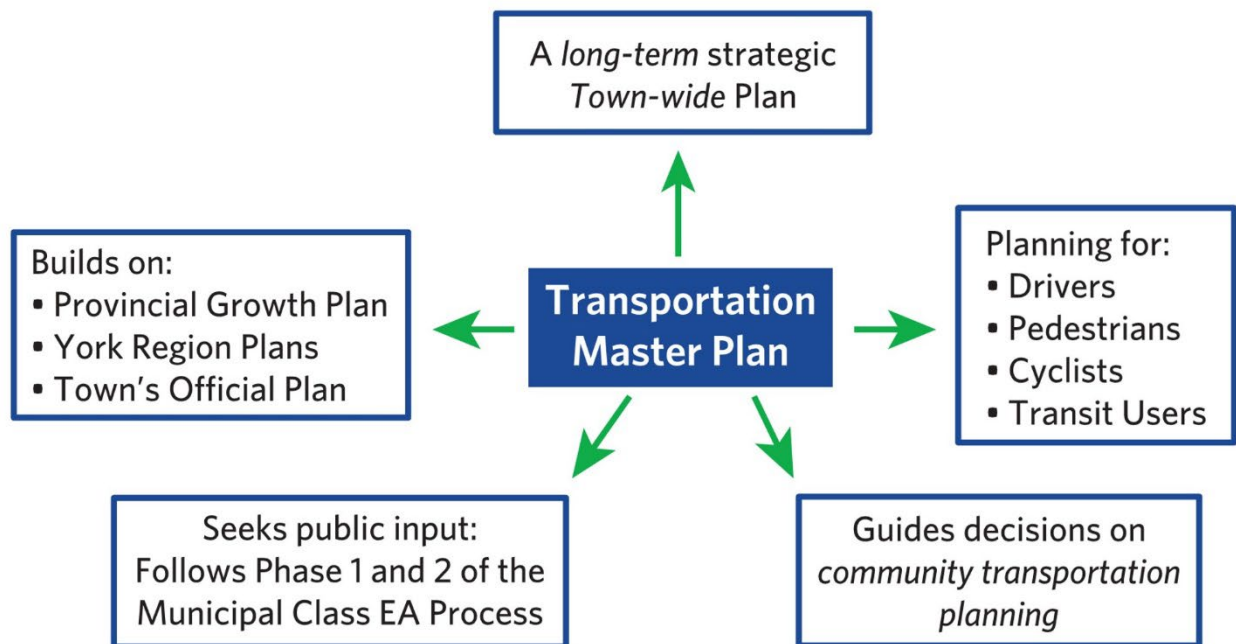 A long-term strategic
Town-wide Plan
Builds on:
▪ Provincial Growth Plan
▪ York Region Plans
▪ Town’s Official Plan
Transportation
Master Plan
Planning for:
▪ Drivers
▪ Pedestrians
▪ Cyclists
▪ Transit Users
Seeks public input:
Follows Phase 1 and 2 of the
Municipal Class EA Process
Guides decisions on
community transportation
planning